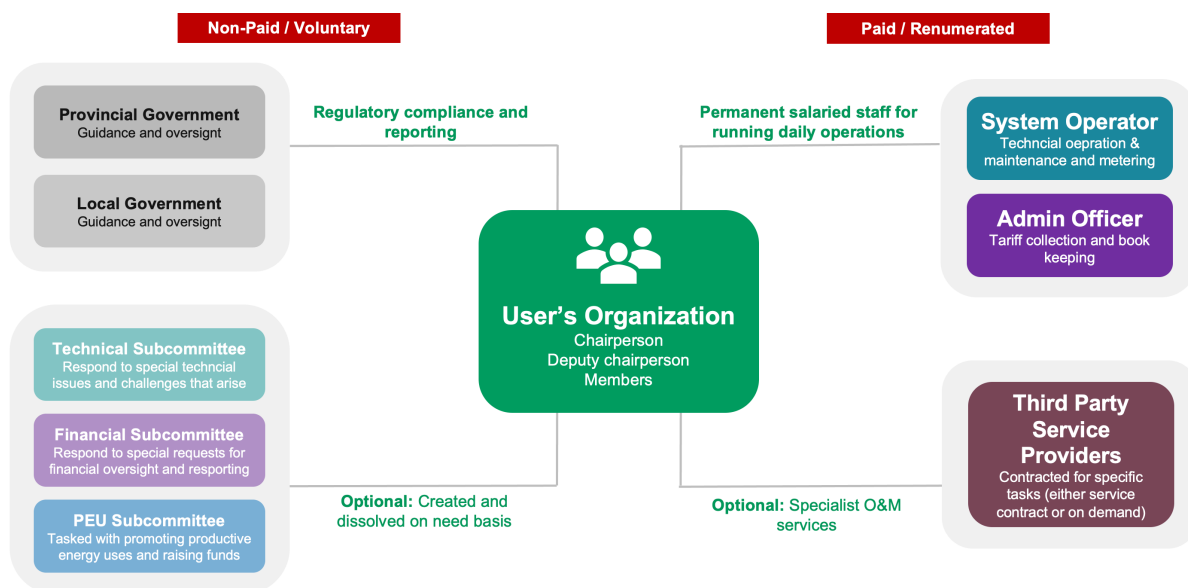 Non-Paid / Voluntary
Paid / Renumerated
Provincial Government
Guidance and oversignt
Local Government
Guidance and oversignt
Regulatory compliance and
reporting
Permanent salaried staff for
running daily operations
System Operator
Techncial oepration &
maintenance and metering
Admin Officer
Tariff collection and book
keeping
User’s Organization
Chairperson
Deputy chairperson
Members
Technical Subcommittee
Respond to special techncial
issues and challenges that arise
Financial Subcommittee
Respond to special requests for
financial oversight and resporting
PEU Subcommittee
Tasked with promoting productive
energy uses and raising funds
Optional: Created and
dissolved on need basis
Optional: Specialist O&M
services
Third Party
Service
Providers
Contracted for specific
tasks (either service
contract or on demand)